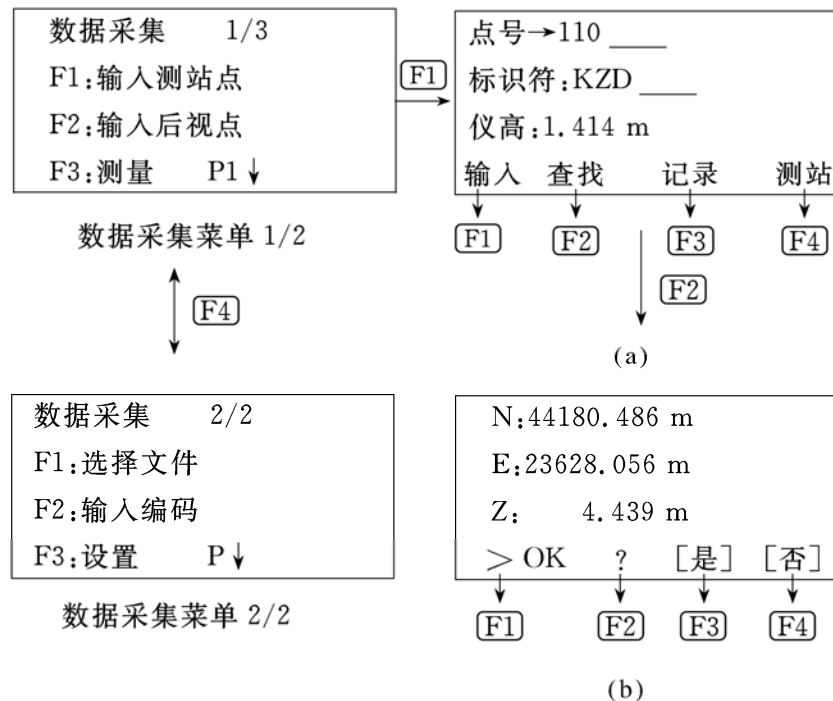 数据采集 1/3
F1:输入测站点
F2:输入后视点
F3:测量 P1↓
数据采集菜单 1/2
F1
点号→110 ____
标识符:KZD ____
仪高:1.414 m
输入 查找 记录 测站
F1 F2 F3 F4
F2
(a)
F4
数据采集 2/2
F1:选择文件
F2:输入编码
F3:设置 P↓
数据采集菜单 2/2
N:44180.486 m
E:23628.056 m
Z: 4.439 m
＞OK ? [是] [否]
F1 F2 F3 F4
(b)